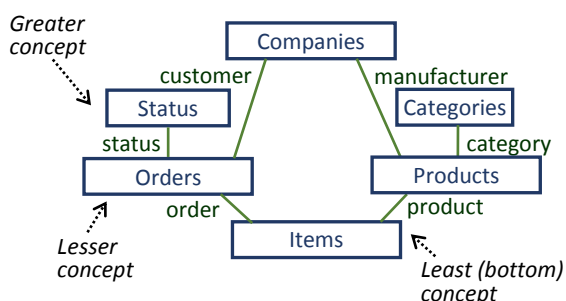 Greater
concept
Companies
customer
manufacturer
Status
Categories
status
category
Orders
Products
order
product
Items
Lesser
concept
Least (bottom)
concept